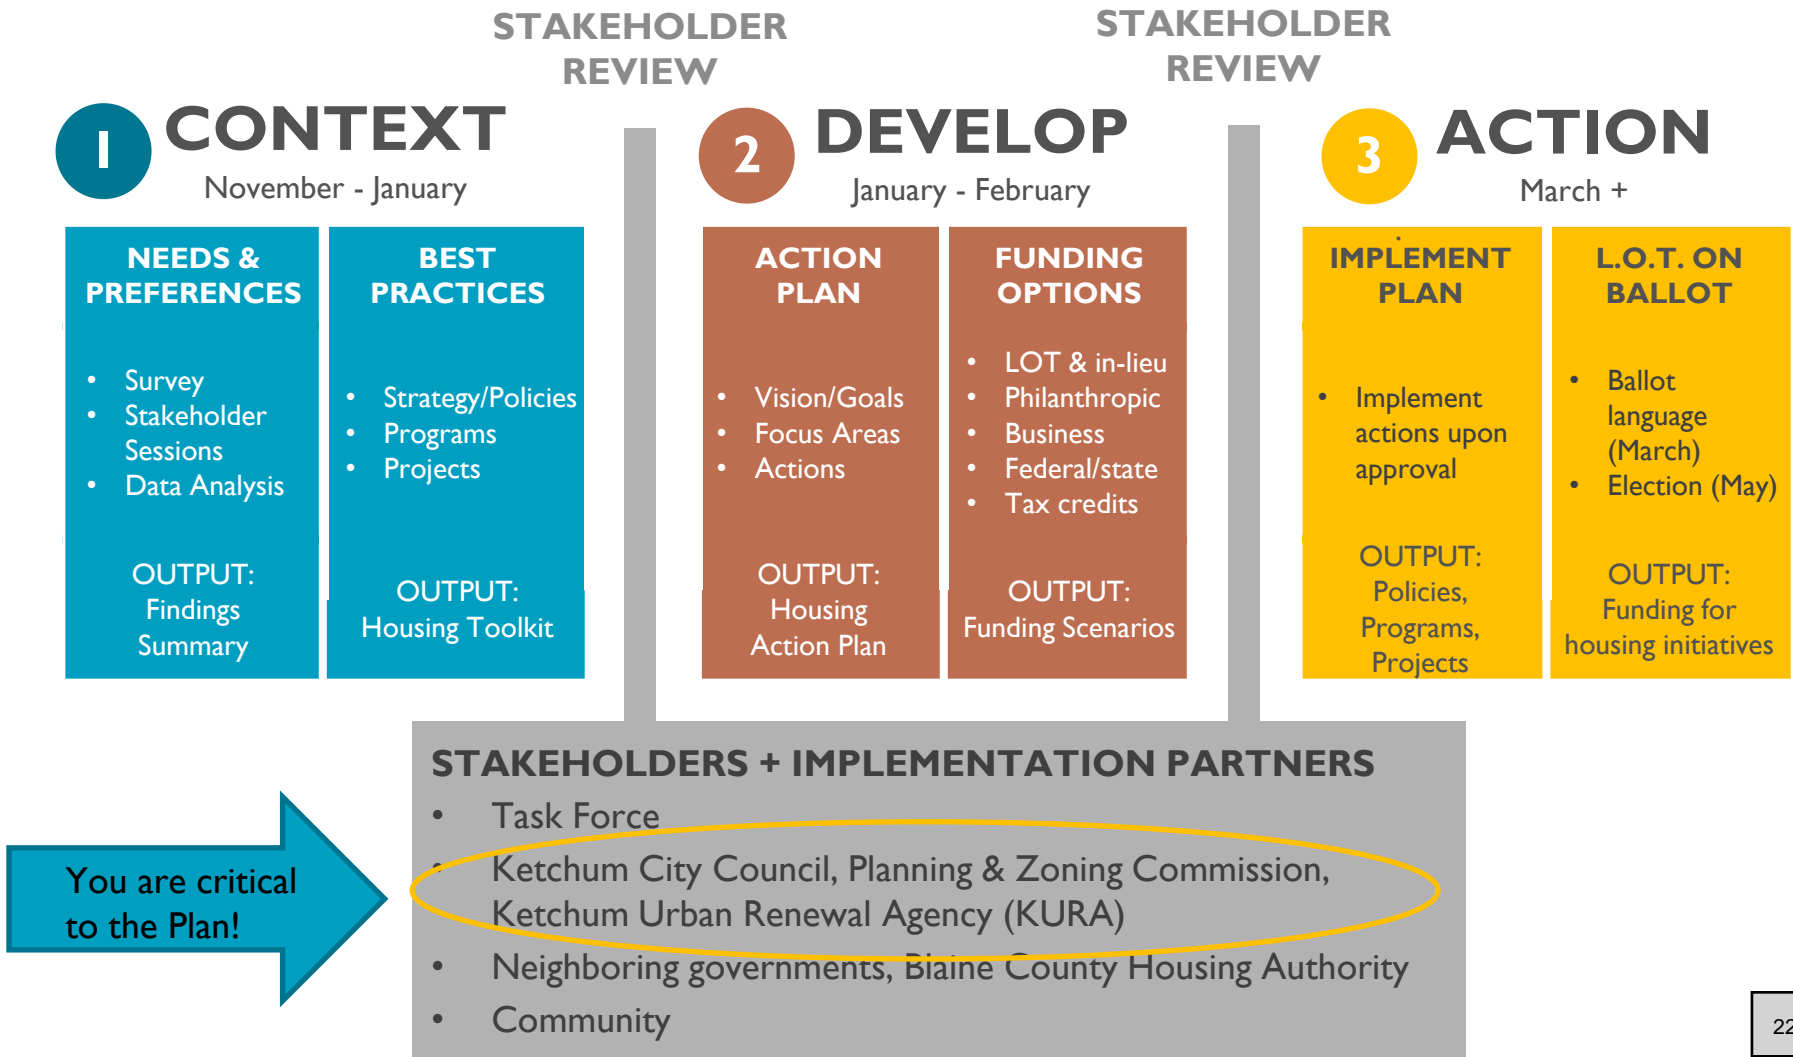 STAKEHOLDER
REVIEW
STAKEHOLDER
REVIEW
1
CONTEXT
November - January
2
DEVELOP
January - February
3
ACTION
March +
NEEDS &
PREFERENCES
• Survey
• Stakeholder
Sessions
• Data Analysis
OUTPUT:
Findings
Summary
BEST
PRACTICES
• Strategy/Policies
• Programs
• Projects
OUTPUT:
Housing Toolkit
ACTION
PLAN
• Vision/Goals
• Focus Areas
• Actions
OUTPUT:
Housing
Action Plan
FUNDING
OPTIONS
• LOT & in-lieu
• Philanthropic
• Business
• Federal/state
• Tax credits
OUTPUT:
Funding Scenarios
IMPLEMENT
PLAN
• Implement
actions upon
approval
OUTPUT:
Policies,
Programs,
Projects
L.O.T. ON
BALLOT
• Ballot
language
(March)
• Election (May)
OUTPUT:
Funding for
housing initiatives
You are critical
to the Plan!
STAKEHOLDERS + IMPLEMENTATION PARTNERS
• Task Force
• Ketchum City Council, Planning & Zoning Commission,
Ketchum Urban Renewal Agency (KURA)
• Neighboring governments, Blaine County Housing Authority
• Community
22